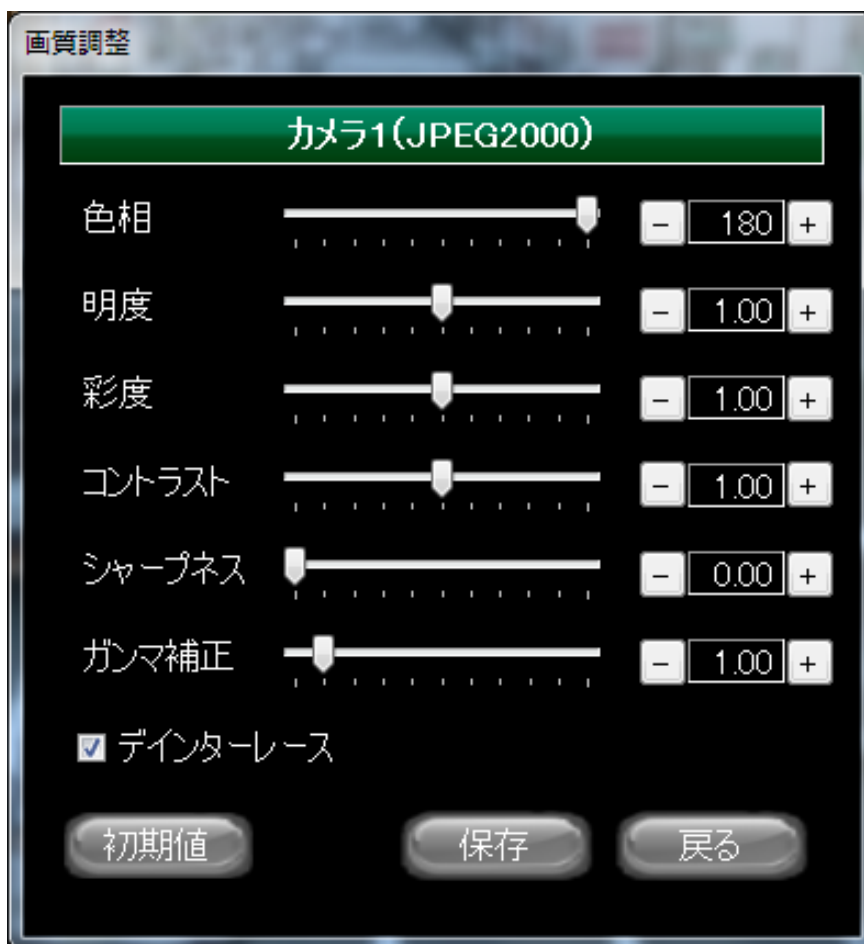 画質調整
カメラ1(JPEG2000)
色相 − 180 +
明度 − 1.00 +
彩度 − 1.00 +
コントラスト − 1.00 +
シャープネス − 0.00 +
ガンマ補正 − 1.00 +
デインターレース
初期値 保存 戻る